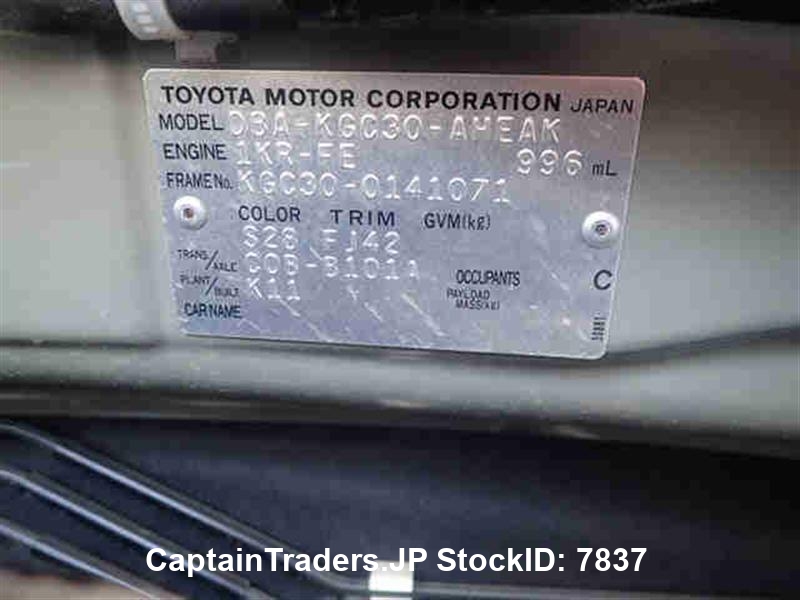 TOYOTA MOTOR CORPORATION JAPAN
MODEL DBA-KGC30-AHEAK
ENGINE 1KR-FE 996 mL
FRAME No. KGC30-0141071
COLOR TRIM GVM(kg)
S28 FJ42
TRANS/AXLE C0B-B101A OCCUPANTS C
PLANT/BUILT K11 PAYLOAD MASS(kg)
CAR NAME
CaptainTraders.JP StockID: 7837